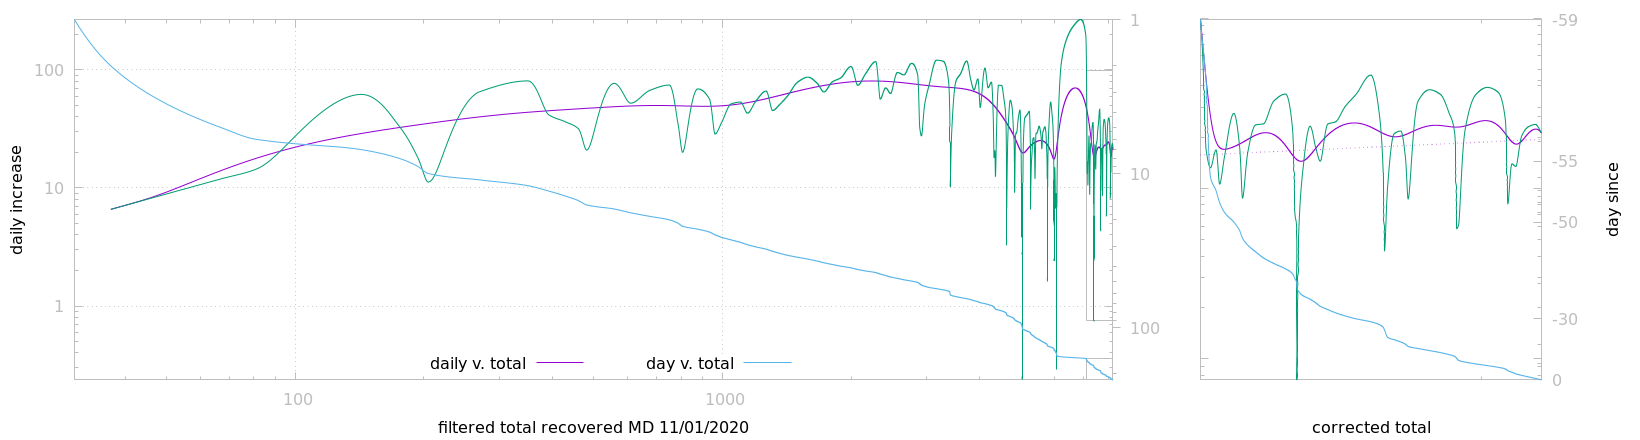 daily increase
100
10
1
1
10
100
daily v. total
day v. total
100
1000
filtered total recovered MD 11/01/2020
-59
-55
-50
-30
0
day since
corrected total